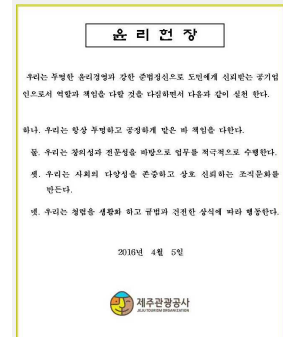 윤 리 헌 장
우리는 투명한 윤리경영과 강한 준법정신으로 도민에게 신뢰받는 공기업
인으로서 역할과 책임을 다할 것을 다짐하면서 다음과 같이 실천 한다.
하나. 우리는 항상 투명하고 공정하게 맡은 바 책임을 다한다.
둘. 우리는 창의성과 전문성을 바탕으로 업무를 적극적으로 수행한다.
셋. 우리는 사회의 다양성을 존중하고 상호 신뢰하는 조직문화를
만든다.
넷. 우리는 청렴을 생활화 하고 규범과 건전한 상식에 따라 행동한다.
2016년 4월 5일
제주관광공사
JEJU TOURISM ORGANIZATION